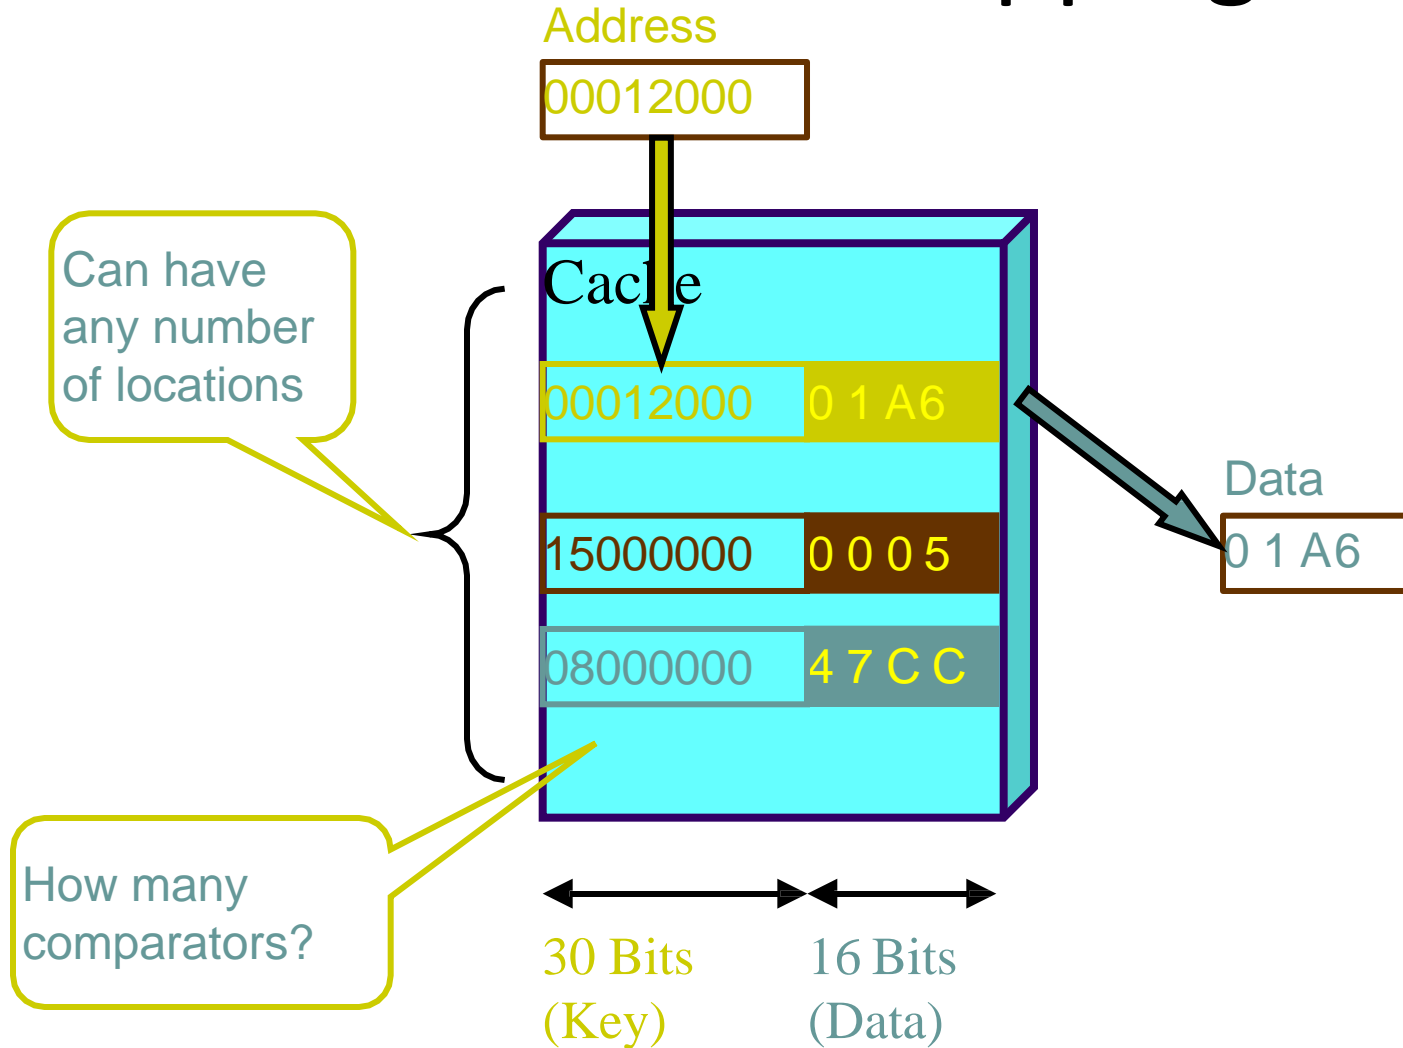 Address
00012000
Can have
any number
of locations
Cache
00012000 0 1 A6
Data
0 1 A6
15000000 0 0 0 5
08000000 4 7 C C
How many
comparators?
30 Bits
(Key)
16 Bits
(Data)